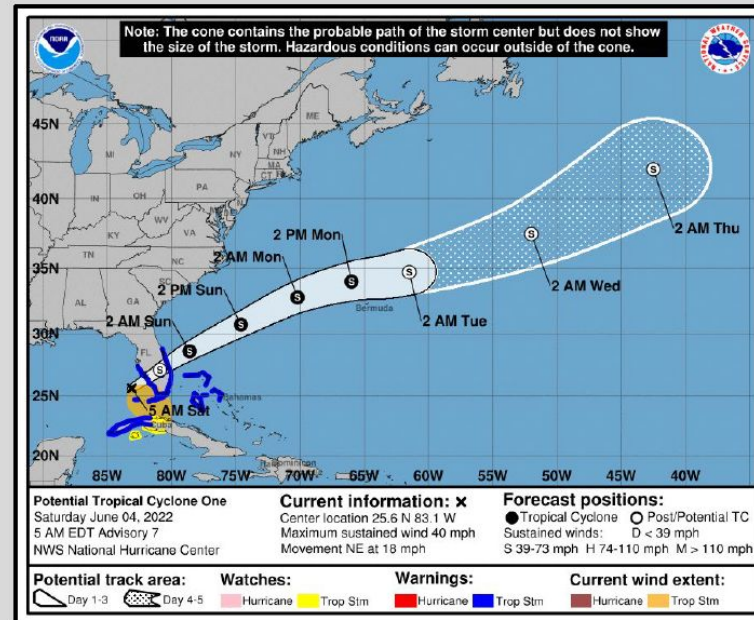 Note: The cone contains the probable path of the storm center but does not show
the size of the storm. Hazardous conditions can occur outside of the cone.
NOAA
NATIONAL WEATHER SERVICE
ME
VT
NH
MA
CT
MI
NY
PA
IN
OH
WV
KY
VA
TN
NC
AL
GA
FL
45N
40N
35N
30N
25N
20N
2 AM Thu
2 AM Wed
2 AM Tue
2 PM Mon
2 AM Mon
2 PM Sun
2 AM Sun
5 AM Sat
S
S
S
S
S
S
S
S
Bermuda
Bahamas
Cuba
85W 80W 75W 70W 65W 60W 55W 50W 45W 40W
Potential Tropical Cyclone One
Saturday June 04, 2022
5 AM EDT Advisory 7
NWS National Hurricane Center
Current information: x
Center location 25.6 N 83.1 W
Maximum sustained wind 40 mph
Movement NE at 18 mph
Forecast positions:
Tropical Cyclone Post/Potential TC
Sustained winds: D < 39 mph
S 39-73 mph H 74-110 mph M > 110 mph
Potential track area:
Day 1-3 Day 4-5
Watches:
Hurricane Trop Stm
Warnings:
Hurricane Trop Stm
Current wind extent:
Hurricane Trop Stm